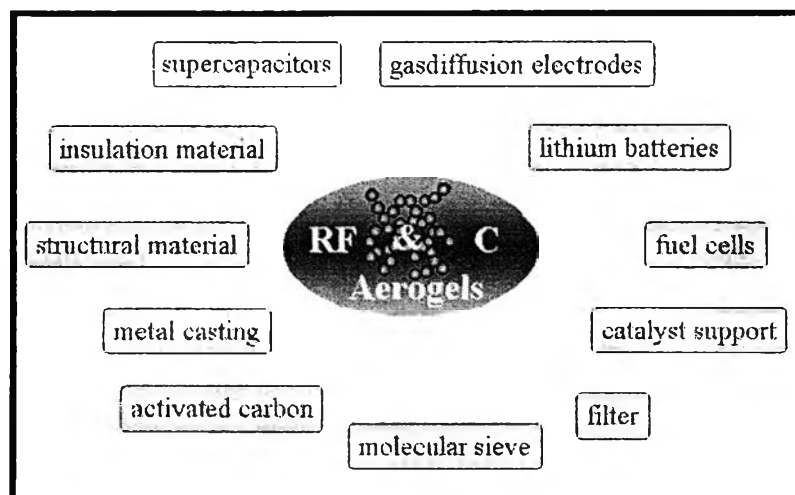 supercapacitors
gasdiffusion electrodes
insulation material
lithium batteries
structural material
RF & C
Aerogels
fuel cells
metal casting
catalyst support
activated carbon
filter
molecular sieve